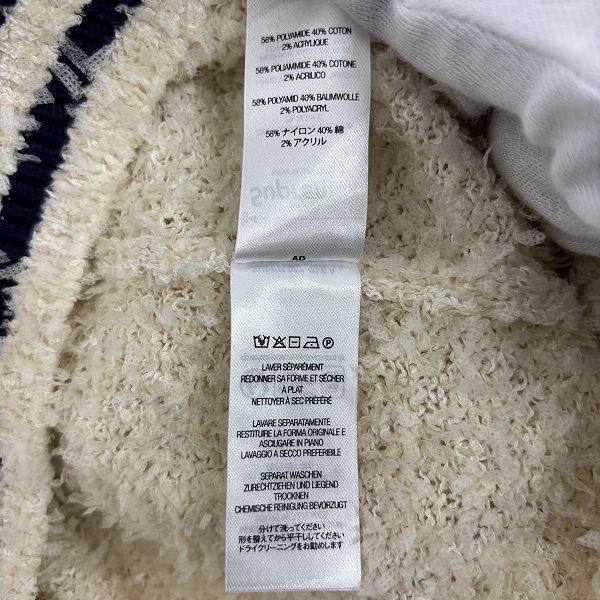 58% POLYAMIDE 40% COTON
2% ACRYLIQUE
58% POLIAMMIDE 40% COTONE
2% ACRILICO
58% POLYAMID 40% BAUMWOLLE
2% POLYACRYL
58% ナイロン 40% 綿
2% アクリル
LAVER SÉPARÉMENT
REDONNER SA FORME ET SÉCHER
À PLAT
NETTOYER À SEC PRÉFÉRÉ
LAVARE SEPARATAMENTE
RESTITUIRE LA FORMA ORIGINALE E
ASCIUGARE IN PIANO
LAVAGGIO A SECCO PREFERIBILE
SEPARAT WASCHEN
ZURECHTZIEHEN UND LIEGEND
TROCKNEN
CHEMISCHE REINIGUNG BEVORZUGT
分けて洗ってください
形を整えてから平干ししてください
ドライクリーニングをお勧めします